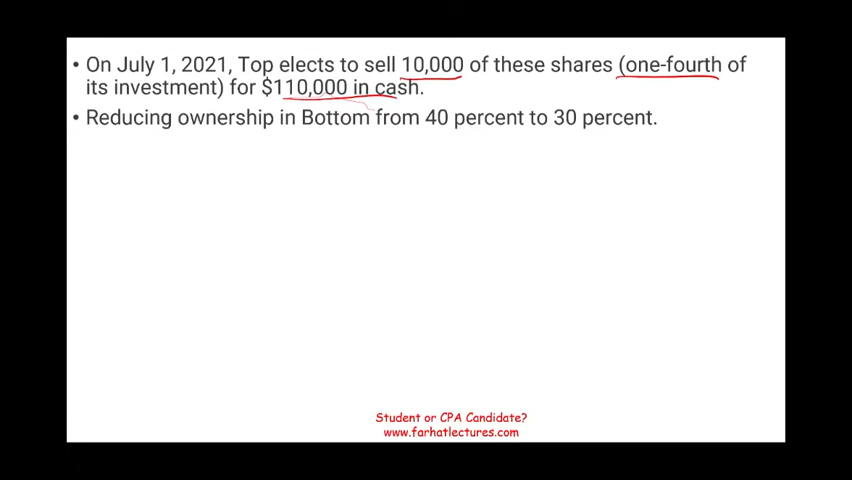 • On July 1, 2021, Top elects to sell 10,000 of these shares (one-fourth of
its investment) for $110,000 in cash.
• Reducing ownership in Bottom from 40 percent to 30 percent.
Student or CPA Candidate?
www.farhatlectures.com